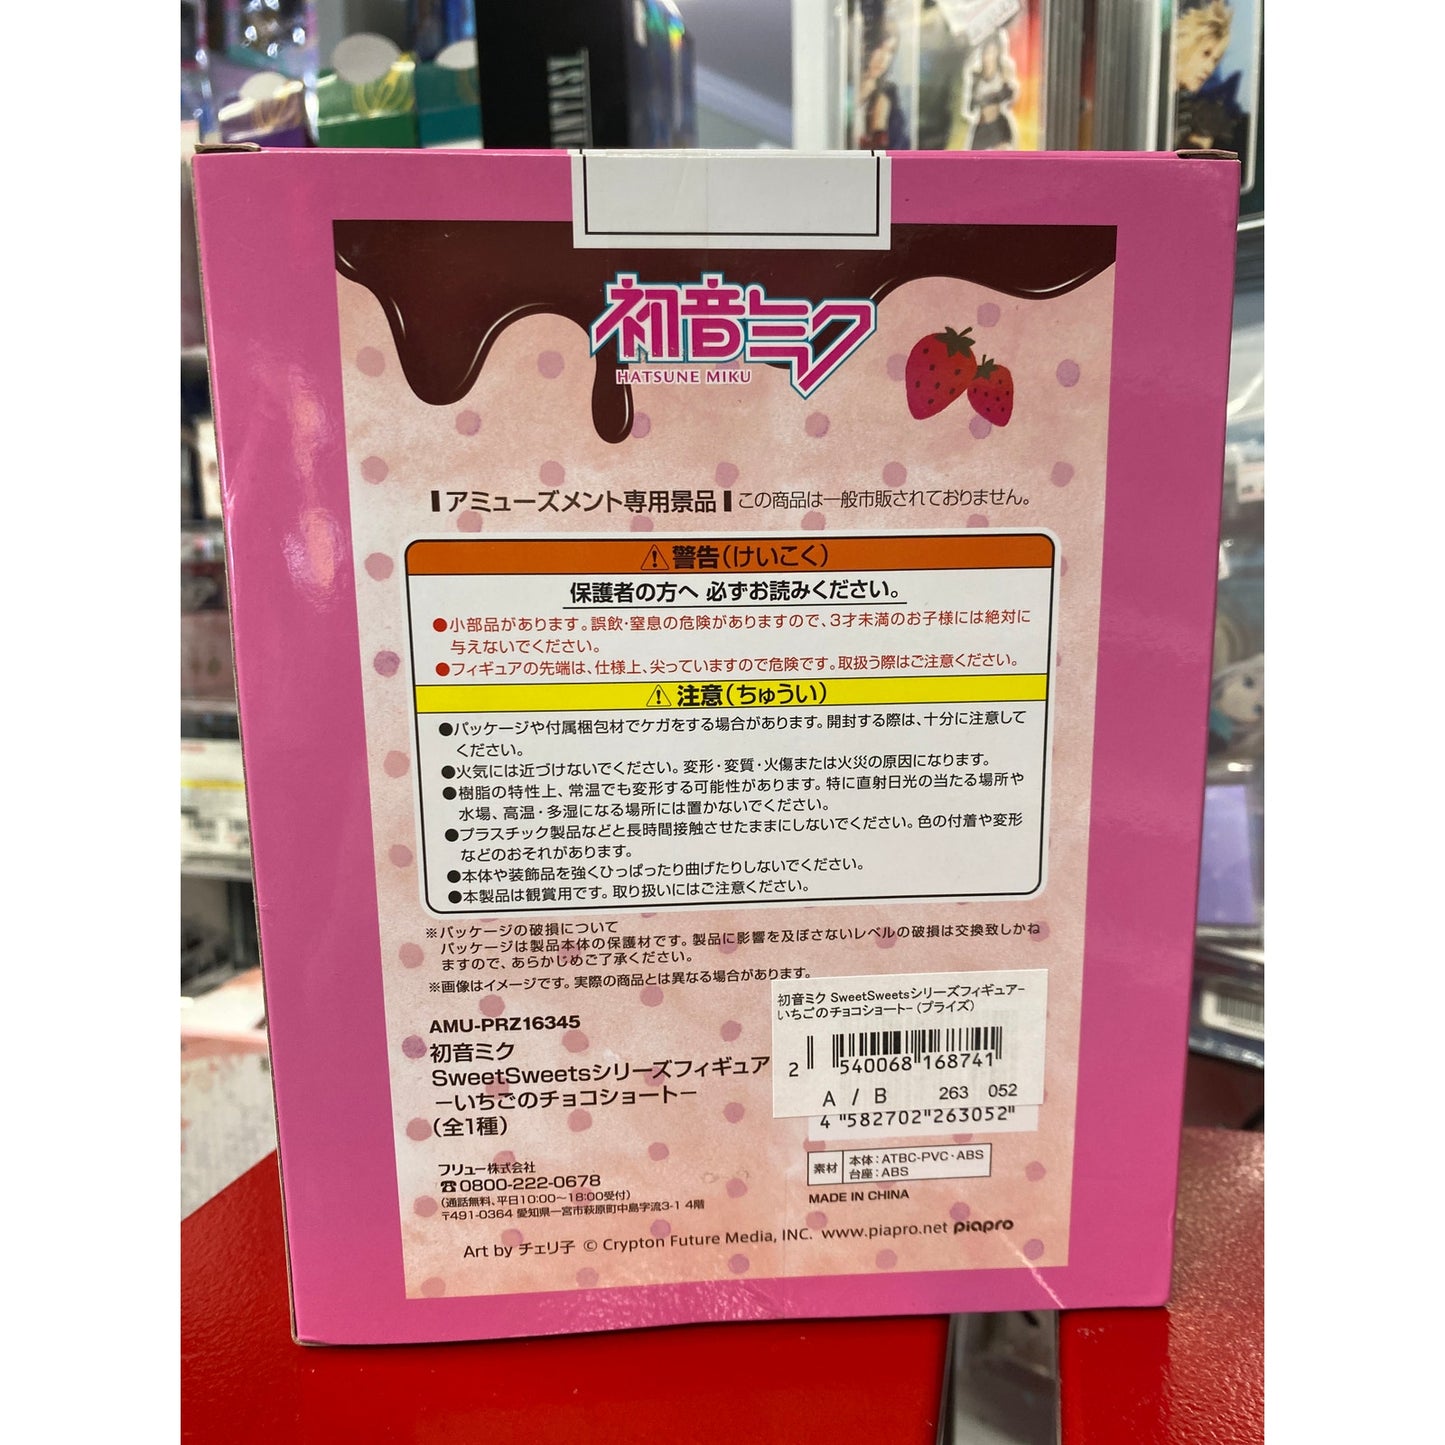 FANTASY
初音ミク
HATSUNE MIKU
アミューズメント専用景品 この商品は一般市販されておりません。
警告(けいこく)
保護者の方へ 必ずお読みください。
●小部品があります。誤飲・窒息の危険がありますので、3才未満のお子様には絶対に
与えないでください。
●フィギュアの先端は、仕様上、尖っていますので危険です。取扱う際はご注意ください。
注意(ちゅうい)
●パッケージや付属梱包材でケガをする場合があります。開封する際は、十分に注意して
ください。
●火気には近づけないでください。変形・変質・火傷または火災の原因になります。
●樹脂の特性上、常温でも変形する可能性があります。特に直射日光の当たる場所や
水場、高温・多湿になる場所には置かないでください。
●プラスチック製品などと長時間接触させたままにしないでください。色の付着や変形
などのおそれがあります。
●本体や装飾品を強くひっぱったり曲げたりしないでください。
●本製品は観賞用です。取り扱いにはご注意ください。
※パッケージの破損について
パッケージは製品本体の保護材です。製品に影響を及ぼさないレベルの破損は交換致しかね
ますので、あらかじめご了承ください。
※画像はイメージです。実際の商品とは異なる場合があります。
初音ミク SweetSweetsシリーズフィギュアｰ
いちごのチョコショートｰ (プライズ)
2 540068 168741
A / B 263 052
4 582702 263052
AMU-PRZ16345
初音ミク
SweetSweetsシリーズフィギュア
－いちごのチョコショート－
(全1種)
素材 本体:ATBC-PVC・ABS
台座:ABS
MADE IN CHINA
フリュー株式会社
☎0800-222-0678
(通話無料、平日10:00～18:00受付)
〒491-0364 愛知県一宮市萩原町中島字流3-1 4階
Art by チェリ子 © Crypton Future Media, INC. www.piapro.net piapro